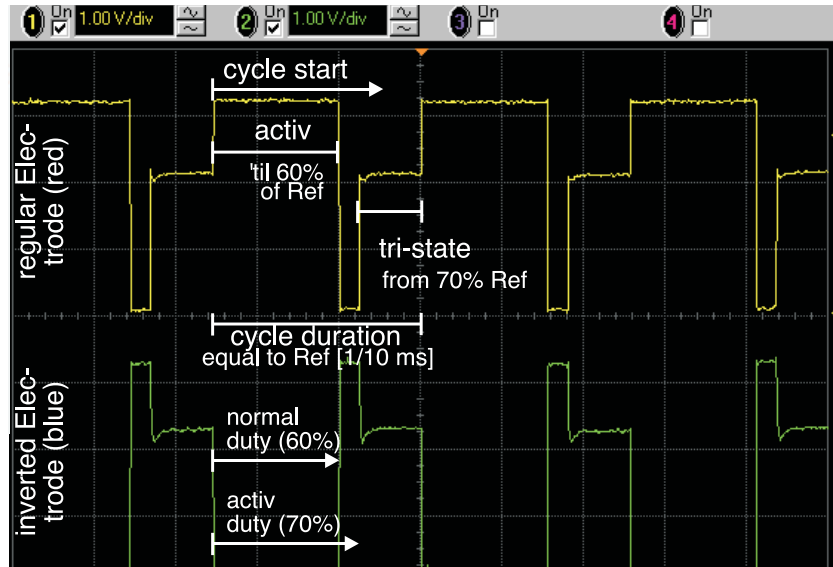 1 On 1.00 V/div 2 On 1.00 V/div 3 On 4 On
cycle start
activ
'til 60%
of Ref
regular Elec-
trode (red)
tri-state
from 70% Ref
cycle duration
equal to Ref [1/10 ms]
inverted Elec-
trode (blue)
normal
duty (60%)
activ
duty (70%)